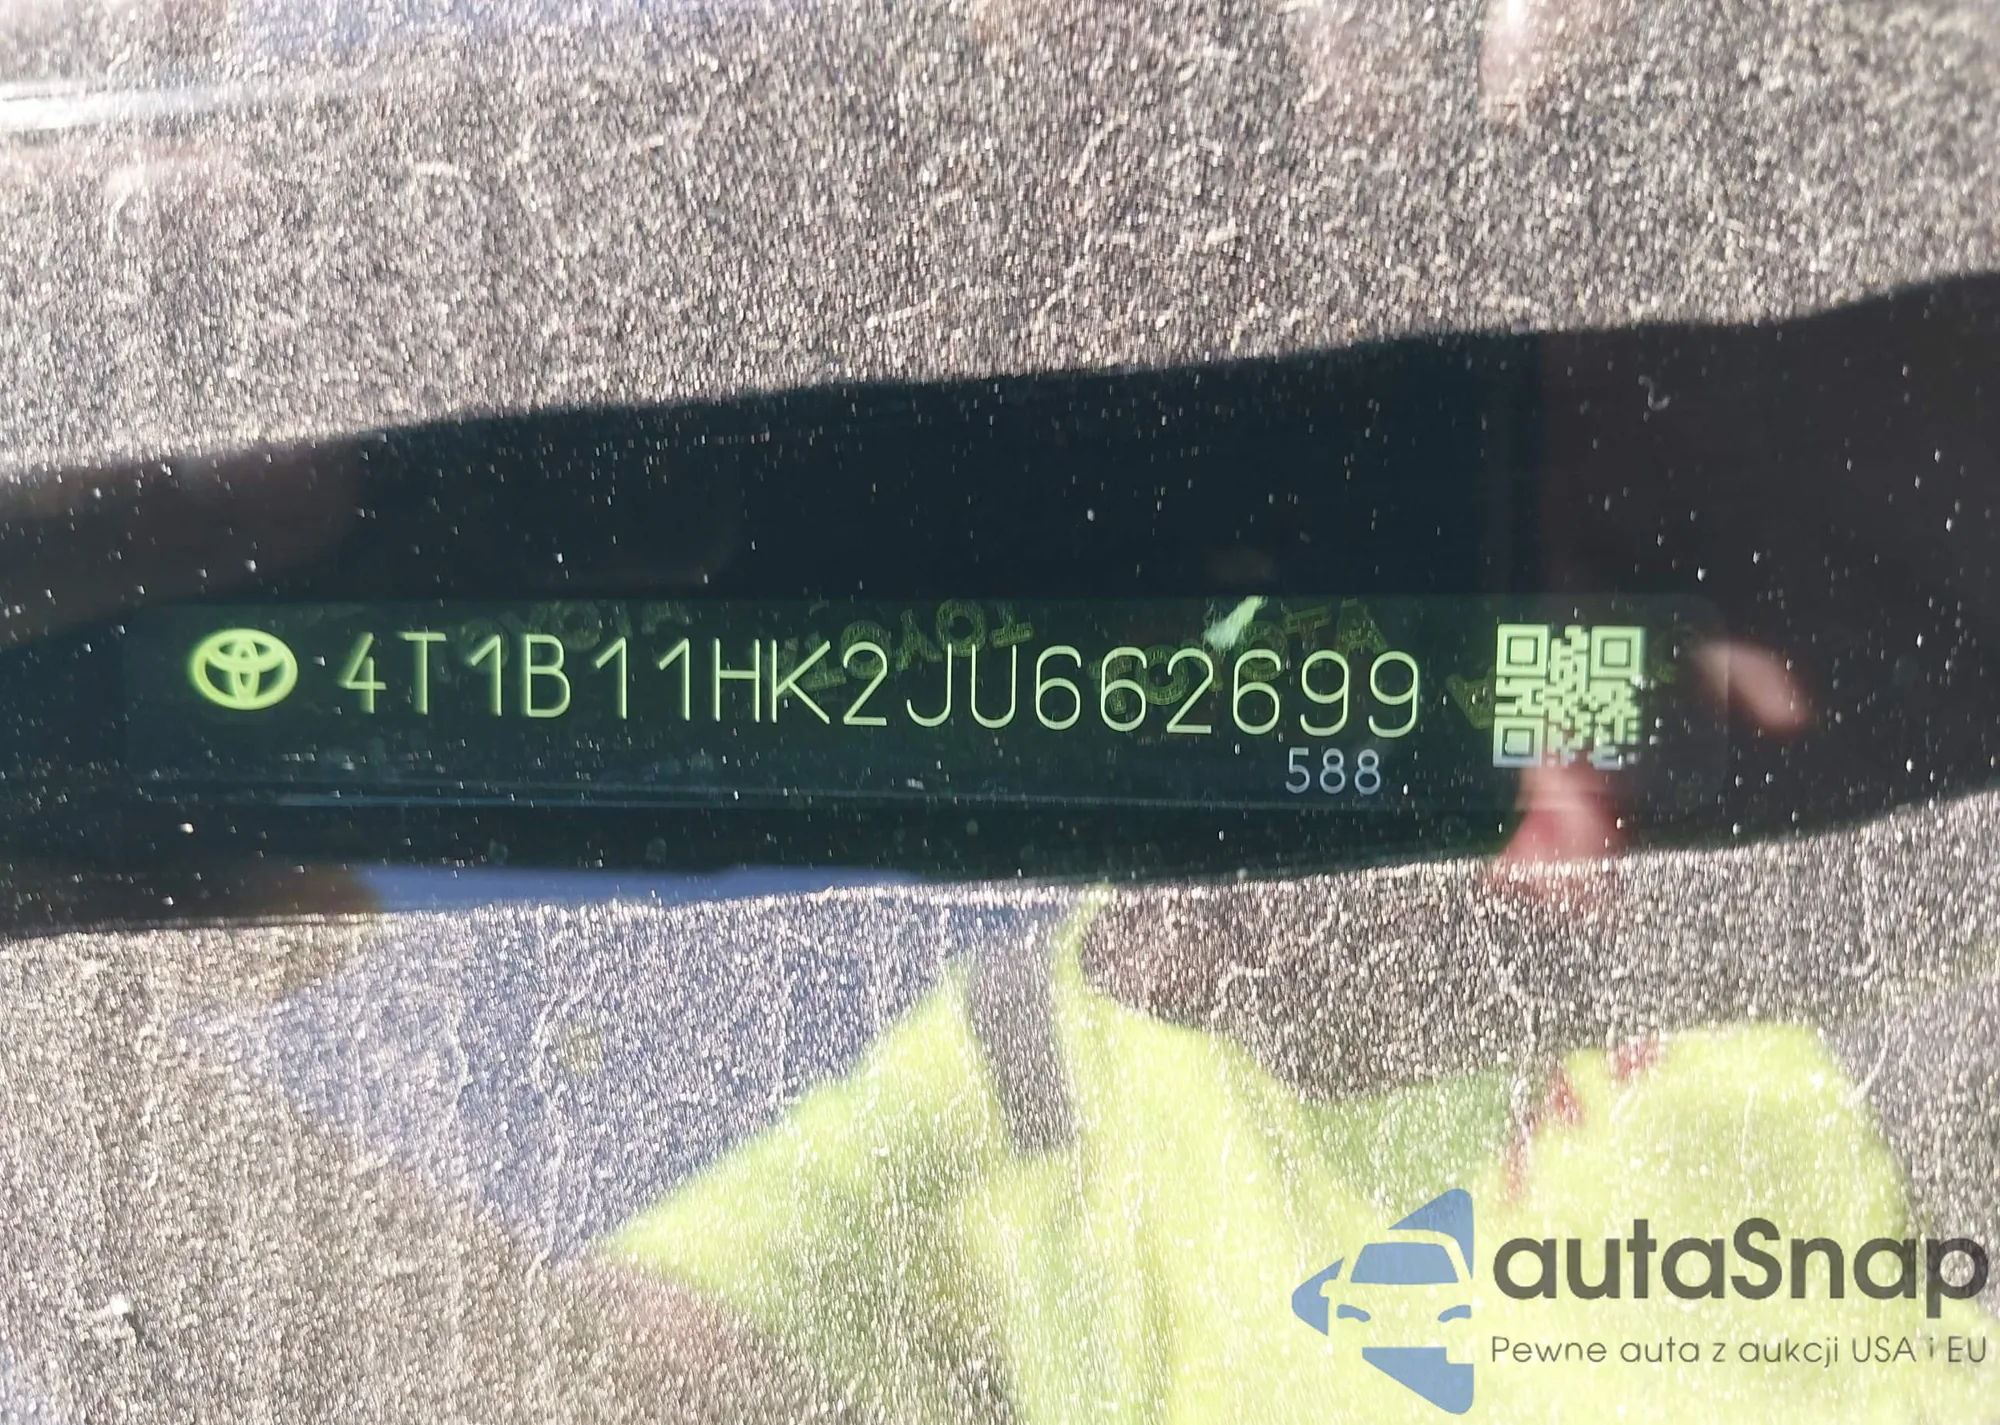 4T1B11HK2JU662699
588
autaSnap
Pewne auta z aukcji USA i EU